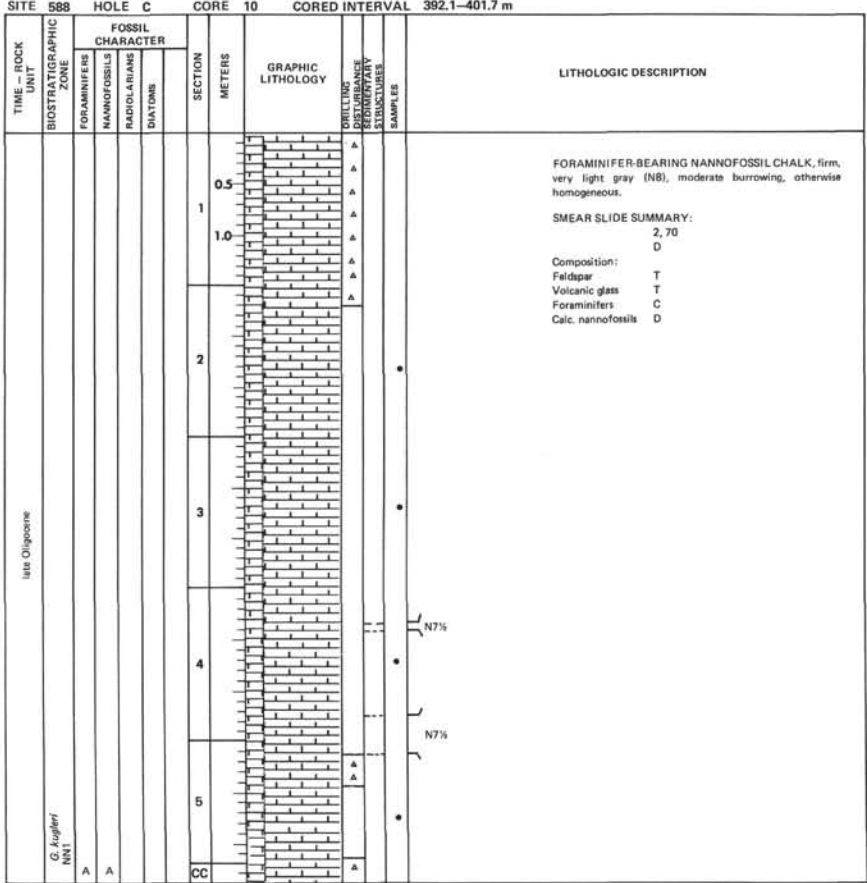 SITE 588 HOLE C CORE 10 CORED INTERVAL 392.1–401.7 m
TIME – ROCK UNIT
BIOSTRATIGRAPHIC ZONE
FOSSIL CHARACTER
FORAMINIFERS
NANNOFOSSILS
RADIOLARIANS
DIATOMS
SECTION
METERS
GRAPHIC LITHOLOGY
DRILLING DISTURBANCE
SEDIMENTARY STRUCTURES
SAMPLES
LITHOLOGIC DESCRIPTION
FORAMINIFER-BEARING NANNOFOSSIL CHALK, firm,
very light gray (N8), moderate burrowing, otherwise
homogeneous.
SMEAR SLIDE SUMMARY:
2, 70
D
Composition:
Feldspar T
Volcanic glass T
Foraminifers C
Calc. nannofossils D
0.5
1
1.0
2
3
late Oligocene
N7½
4
N7½
5
G. kugleri
NN1
A A
CC